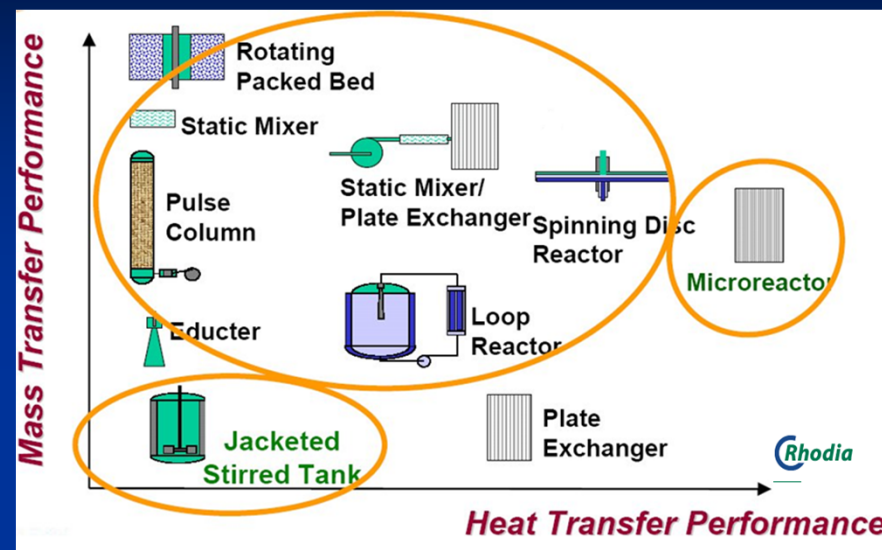 Mass Transfer Performance
Rotating
Packed Bed
Static Mixer
Static Mixer/
Plate Exchanger
Pulse
Column
Spinning Disc
Reactor
Microreactor
Educter
Loop
Reactor
Jacketed
Stirred Tank
Plate
Exchanger
Rhodia
Heat Transfer Performance